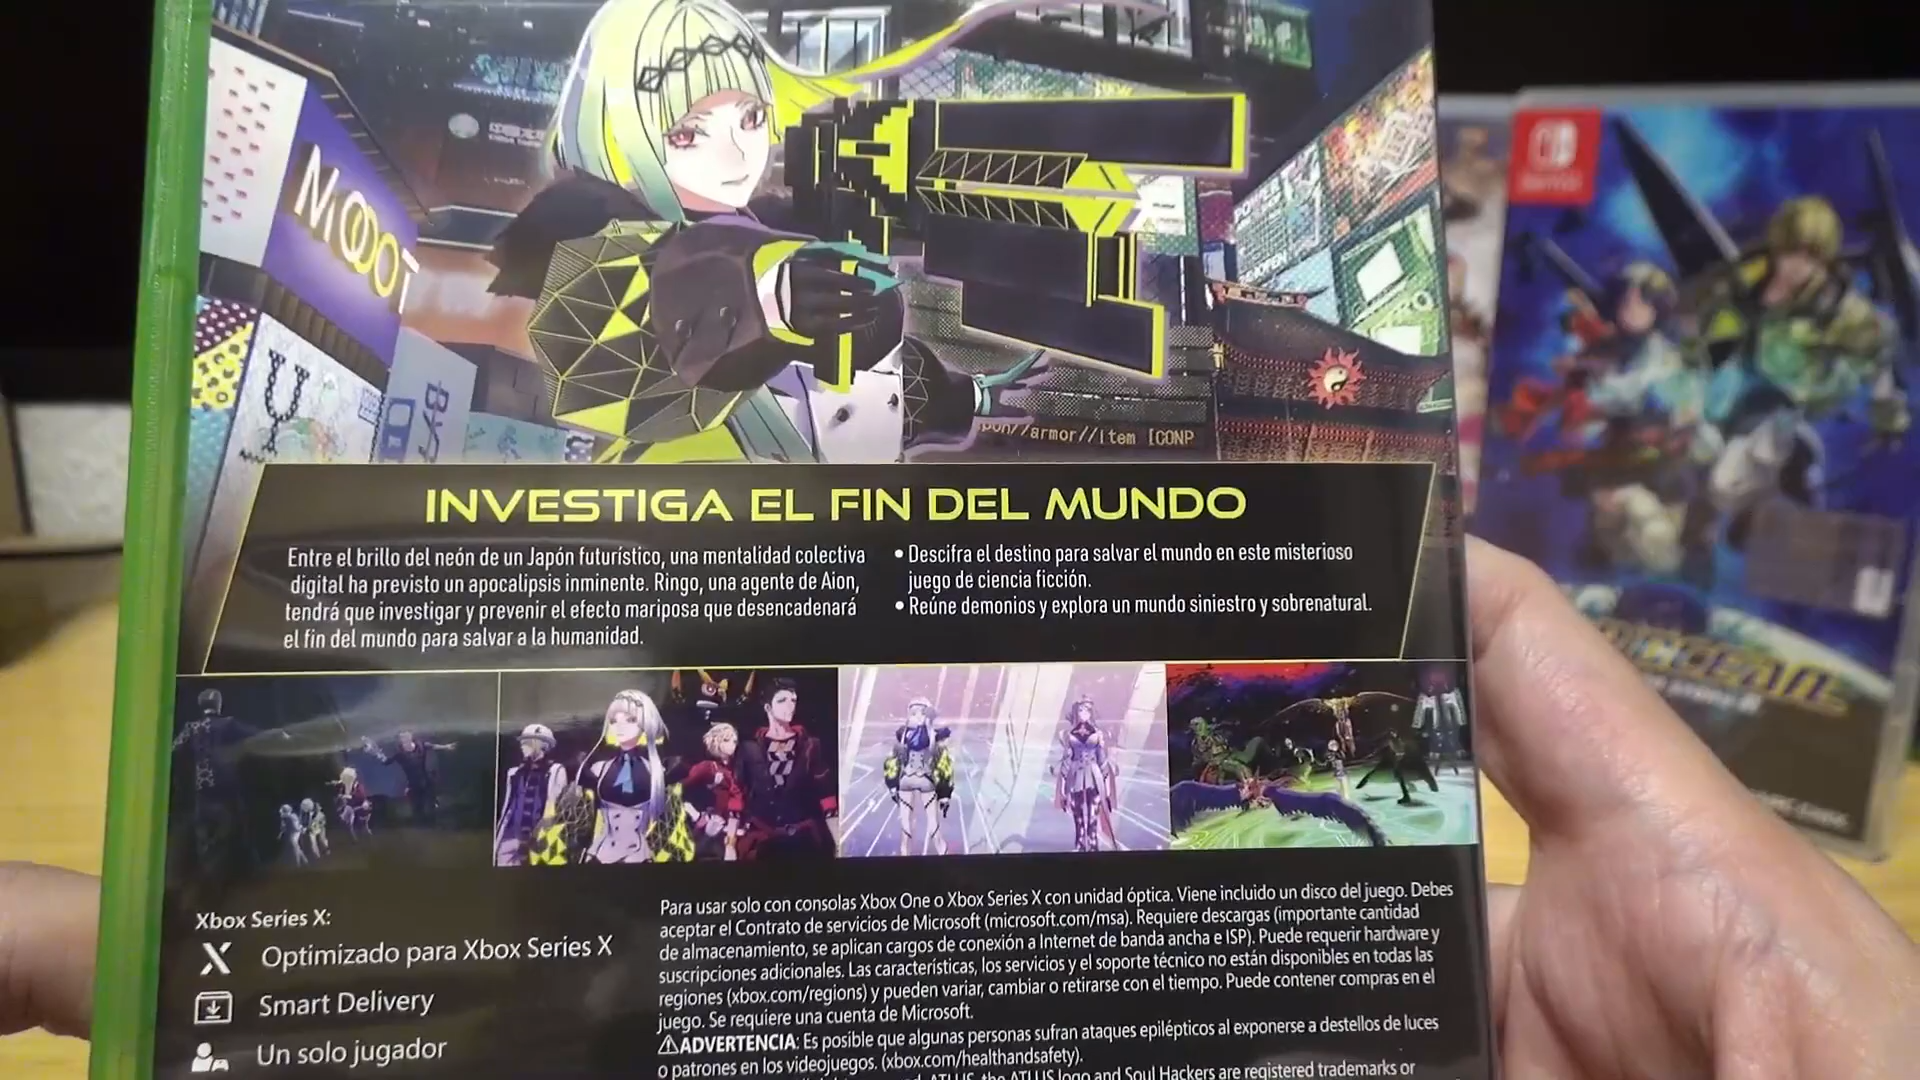 MOOOT
pon//armor//item [CONP
INVESTIGA EL FIN DEL MUNDO
Entre el brillo del neón de un Japón futurístico, una mentalidad colectiva
digital ha previsto un apocalipsis inminente. Ringo, una agente de Aion,
tendrá que investigar y prevenir el efecto mariposa que desencadenará
el fin del mundo para salvar a la humanidad.
• Descifra el destino para salvar el mundo en este misterioso
juego de ciencia ficción.
• Reúne demonios y explora un mundo siniestro y sobrenatural.
Xbox Series X:
Optimizado para Xbox Series X
Smart Delivery
Un solo jugador
Para usar solo con consolas Xbox One o Xbox Series X con unidad óptica. Viene incluido un disco del juego. Debes
aceptar el Contrato de servicios de Microsoft (microsoft.com/msa). Requiere descargas (importante cantidad
de almacenamiento, se aplican cargos de conexión a Internet de banda ancha e ISP). Puede requerir hardware y
suscripciones adicionales. Las características, los servicios y el soporte técnico no están disponibles en todas las
regiones (xbox.com/regions) y pueden variar, cambiar o retirarse con el tiempo. Puede contener compras en el
juego. Se requiere una cuenta de Microsoft.
⚠ADVERTENCIA: Es posible que algunas personas sufran ataques epilépticos al exponerse a destellos de luces
o patrones en los videojuegos. (xbox.com/healthandsafety).
ATLUS, the ATLUS logo and Soul Hackers are registered trademarks or